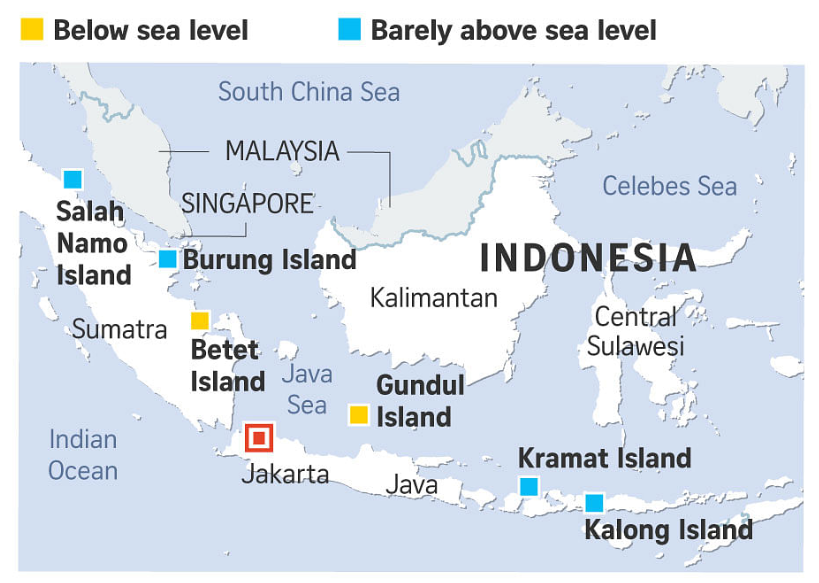 Below sea level
Barely above sea level
South China Sea
MALAYSIA
Celebes Sea
SINGAPORE
Salah
Namo
Island
Burung Island
INDONESIA
Kalimantan
Sumatra
Central
Sulawesi
Betet
Island
Java
Sea
Gundul
Island
Indian
Ocean
Jakarta
Java
Kramat Island
Kalong Island